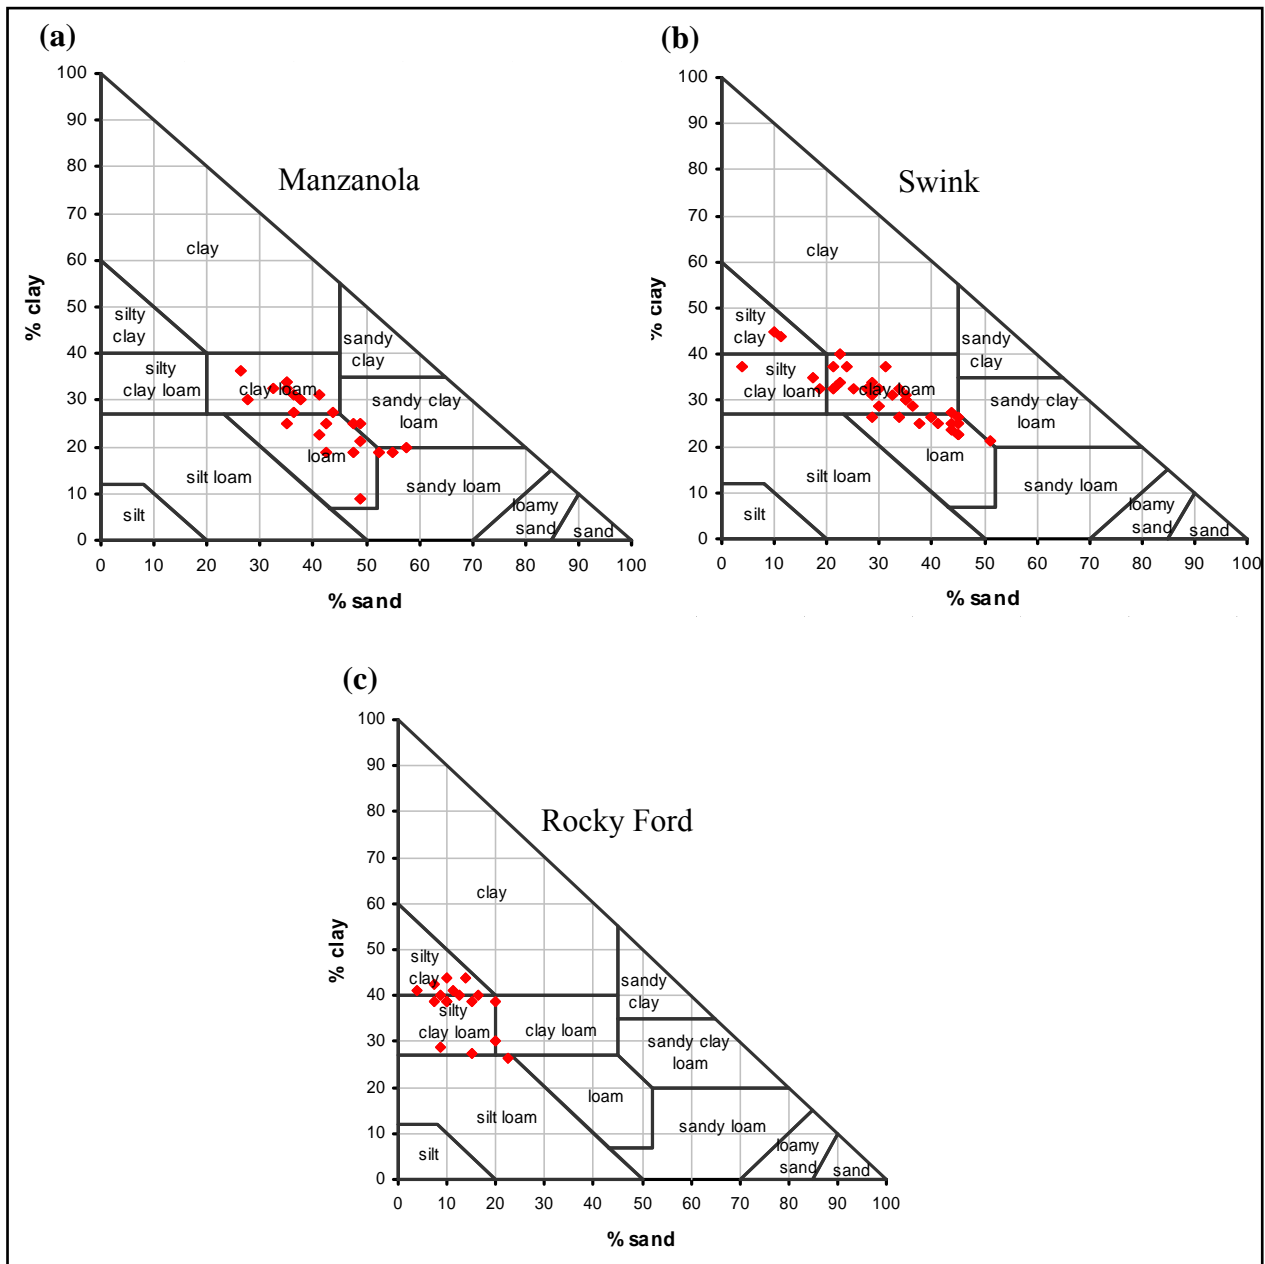 (a)
Manzanola
100
90
80
70
60
50
40
30
20
10
0
% clay
clay
silty
clay
silty
clay loam
clay loam
sandy
clay
sandy clay
loam
loam
silt loam
sandy loam
silt
loamy
sand
sand
0 10 20 30 40 50 60 70 80 90 100
% sand
(b)
Swink
100
90
80
70
60
50
40
30
20
10
0
% clay
clay
silty
clay
silty
clay loam
clay loam
sandy
clay
sandy clay
loam
loam
silt loam
sandy loam
silt
loamy
sand
sand
0 10 20 30 40 50 60 70 80 90 100
% sand
(c)
Rocky Ford
100
90
80
70
60
50
40
30
20
10
0
% clay
clay
silty
clay
silty
clay loam
clay loam
sandy
clay
sandy clay
loam
loam
silt loam
sandy loam
silt
loamy
sand
sand
0 10 20 30 40 50 60 70 80 90 100
% sand